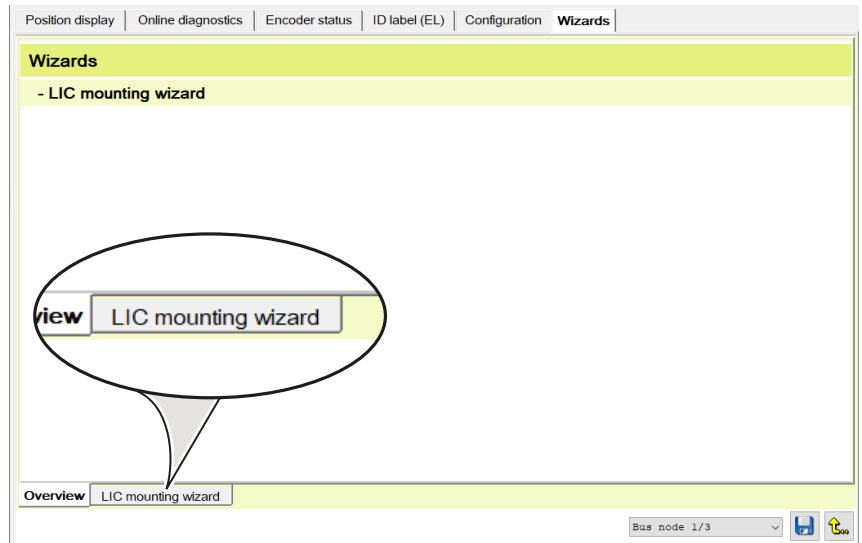 Position display Online diagnostics Encoder status ID label (EL) Configuration Wizards
Wizards
- LIC mounting wizard
view LIC mounting wizard
Overview LIC mounting wizard
Bus node 1/3